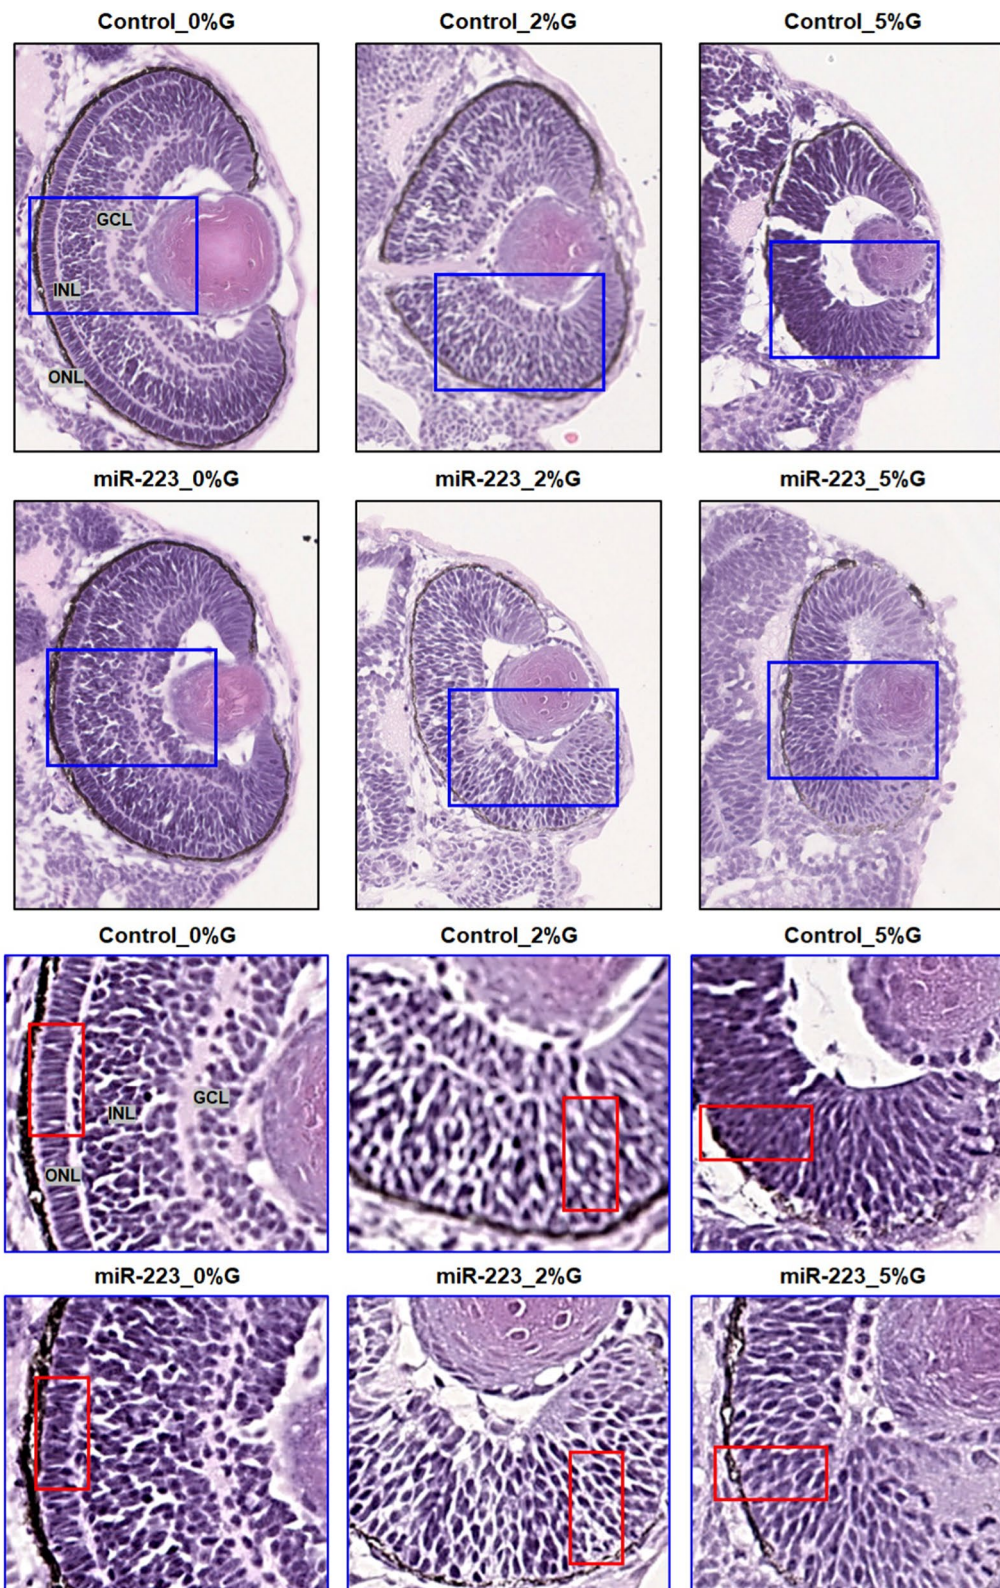 Control_0%G
Control_2%G
Control_5%G
GCL
INL
ONL
miR-223_0%G
miR-223_2%G
miR-223_5%G
Control_0%G
Control_2%G
Control_5%G
GCL
INL
ONL
miR-223_0%G
miR-223_2%G
miR-223_5%G